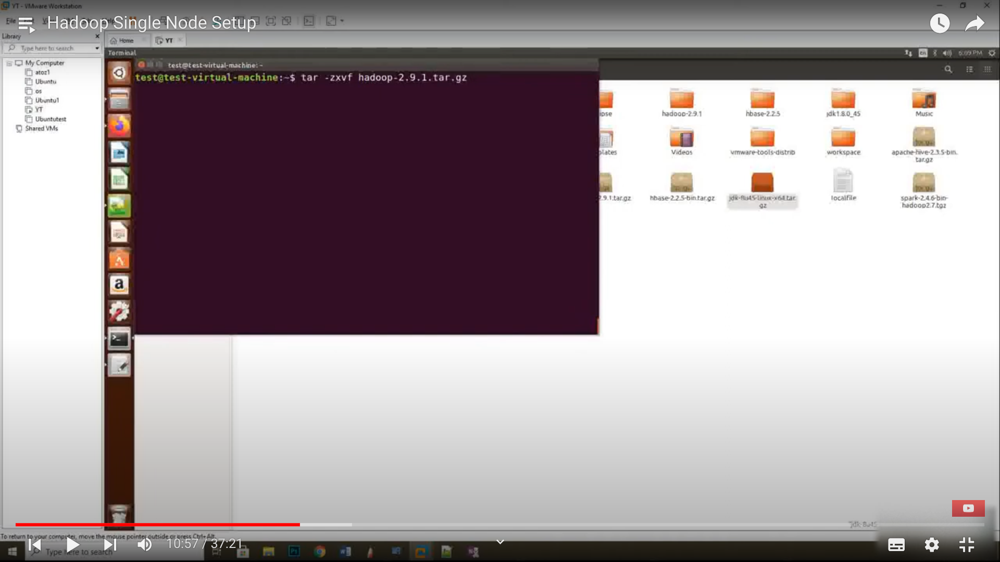 YT - VMware Workstation
File
Hadoop Single Node Setup
Library
Home
YT
Type here to search
Terminal
6:09 PM
My Computer
atoz1
Ubuntu
os
Ubuntu1
YT
Ubuntutest
Shared VMs
test@test-virtual-machine: ~
test@test-virtual-machine:~$ tar -zxvf hadoop-2.9.1.tar.gz
ipse
hadoop-2.9.1
hbase-2.2.5
jdk1.8.0_45
Music
plates
Videos
vmware-tools-distrib
workspace
apache-hive-2.3.5-bin.
tar.gz
2.9.1.tar.gz
hbase-2.2.5-bin.tar.gz
jdk-8u45-linux-x64.tar.
gz
localfile
spark-2.4.6-bin-
hadoop2.7.tgz
"jdk-8u45
To return to your computer, move the mouse pointer outside or press Ctrl+Alt.
10:57 / 37:21
Type here to search